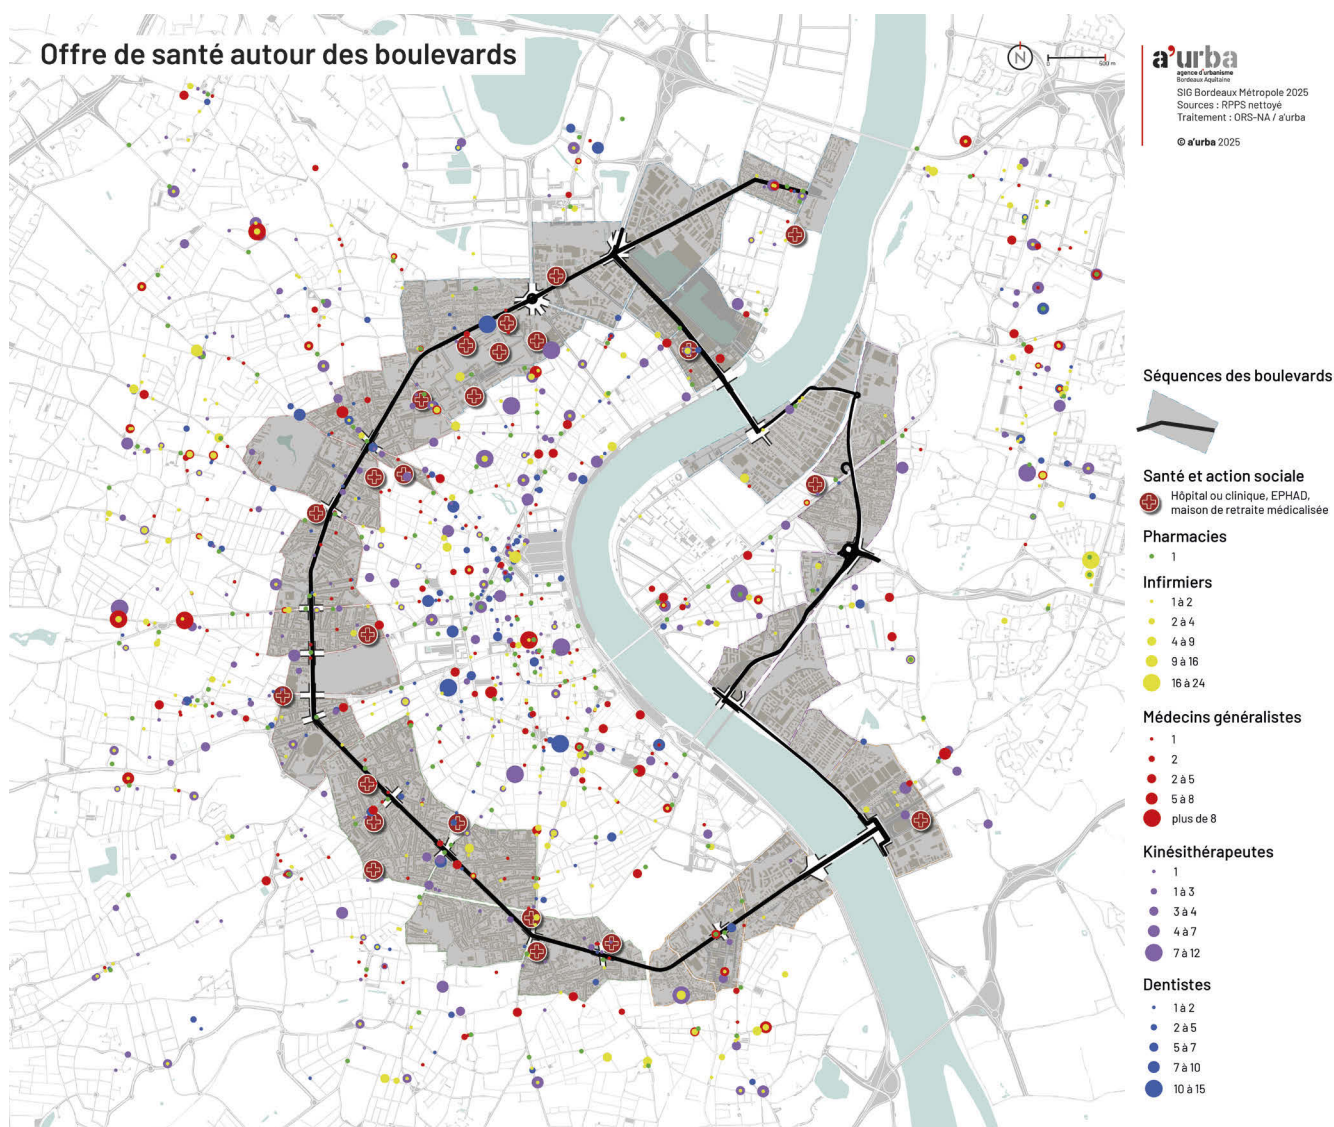 Offre de santé autour des boulevards
N
0
500 m
a'urba
agence d'urbanisme
Bordeaux Aquitaine
SIG Bordeaux Métropole 2025
Sources : RPPS nettoyé
Traitement : ORS-NA / a'urba
© a'urba 2025
Séquences des boulevards
Santé et action sociale
Hôpital ou clinique, EPHAD,
maison de retraite médicalisée
Pharmacies
1
Infirmiers
1 à 2
2 à 4
4 à 9
9 à 16
16 à 24
Médecins généralistes
1
2
2 à 5
5 à 8
plus de 8
Kinésithérapeutes
1
1 à 3
3 à 4
4 à 7
7 à 12
Dentistes
1 à 2
2 à 5
5 à 7
7 à 10
10 à 15